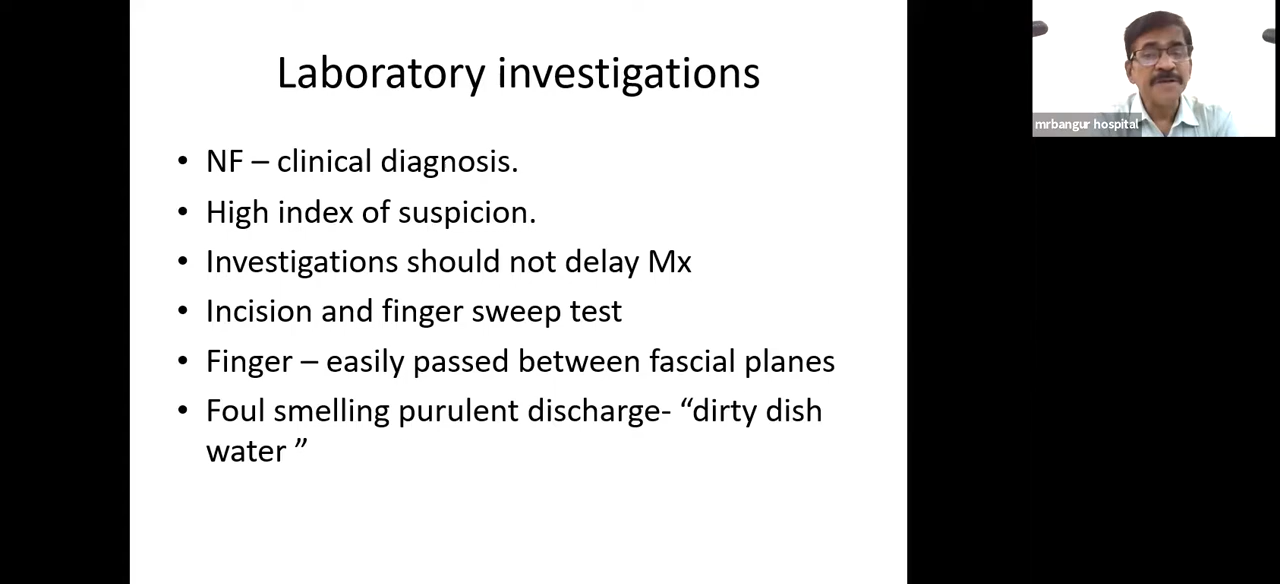 Laboratory investigations
• NF – clinical diagnosis.
• High index of suspicion.
• Investigations should not delay Mx
• Incision and finger sweep test
• Finger – easily passed between fascial planes
• Foul smelling purulent discharge- “dirty dish
water ”
mrbangur hospital